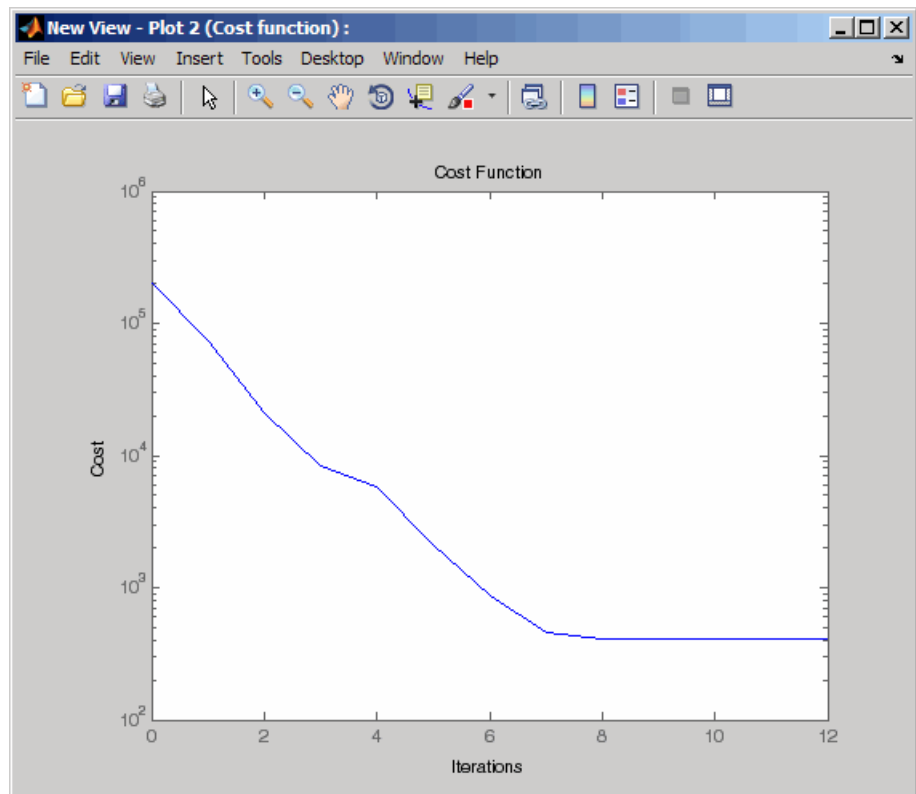 New View - Plot 2 (Cost function) :
File Edit View Insert Tools Desktop Window Help
Cost Function
10^6
10^5
10^4
10^3
10^2
Cost
0 2 4 6 8 10 12
Iterations